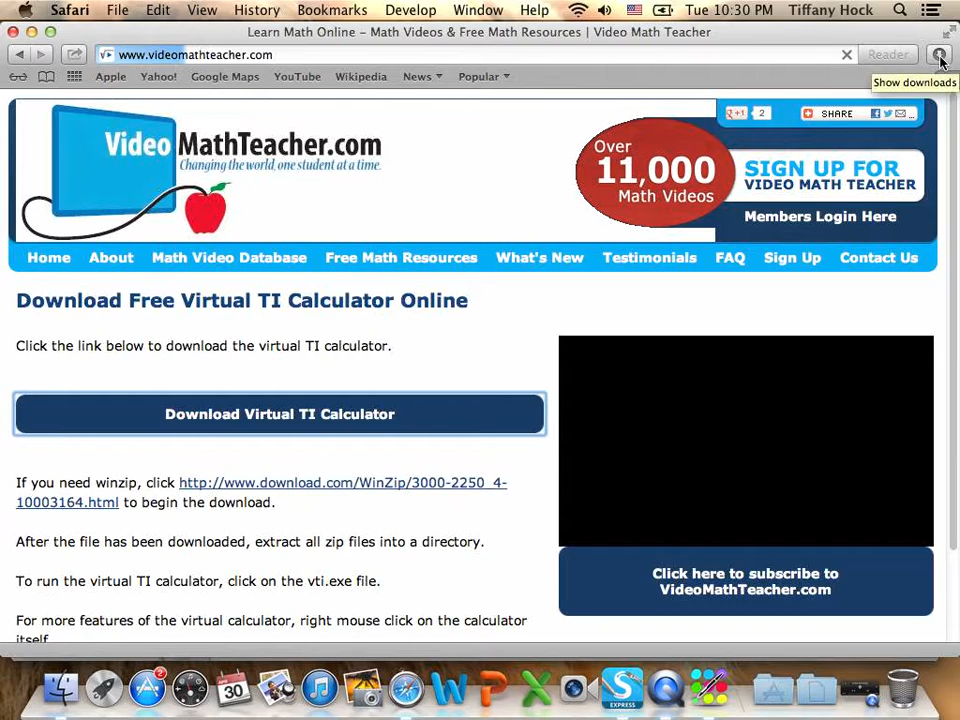 Safari File Edit View History Bookmarks Develop Window Help Tue 10:30 PM Tiffany Hock
Learn Math Online – Math Videos & Free Math Resources | Video Math Teacher
www.videomathteacher.com Reader
Show downloads
Apple Yahoo! Google Maps YouTube Wikipedia News Popular
Video MathTeacher.com
Changing the world, one student at a time.
Over
11,000
Math Videos
g+1 2 SHARE
SIGN UP FOR
VIDEO MATH TEACHER
Members Login Here
Home About Math Video Database Free Math Resources What's New Testimonials FAQ Sign Up Contact Us
Download Free Virtual TI Calculator Online
Click the link below to download the virtual TI calculator.
Download Virtual TI Calculator
If you need winzip, click http://www.download.com/WinZip/3000-2250_4-
10003164.html to begin the download.
After the file has been downloaded, extract all zip files into a directory.
To run the virtual TI calculator, click on the vti.exe file.
For more features of the virtual calculator, right mouse click on the calculator
itself.
Click here to subscribe to
VideoMathTeacher.com
2
30
S
EXPRESS